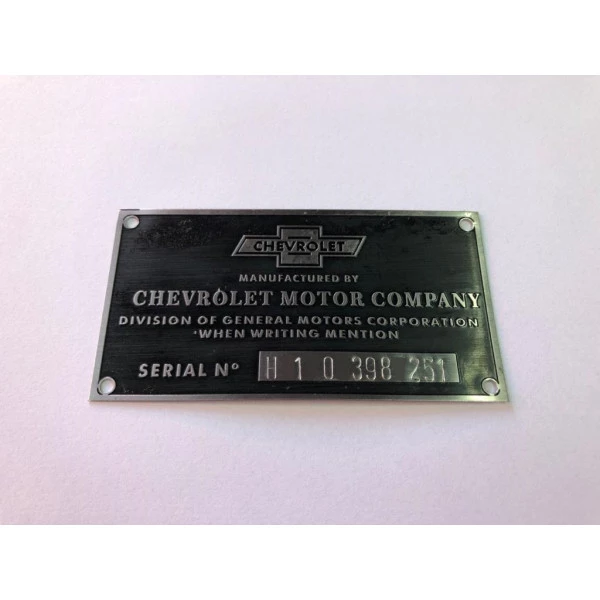 CHEVROLET
MANUFACTURED BY
CHEVROLET MOTOR COMPANY
DIVISION OF GENERAL MOTORS CORPORATION
WHEN WRITING MENTION
SERIAL Nº H 1 0 398 251